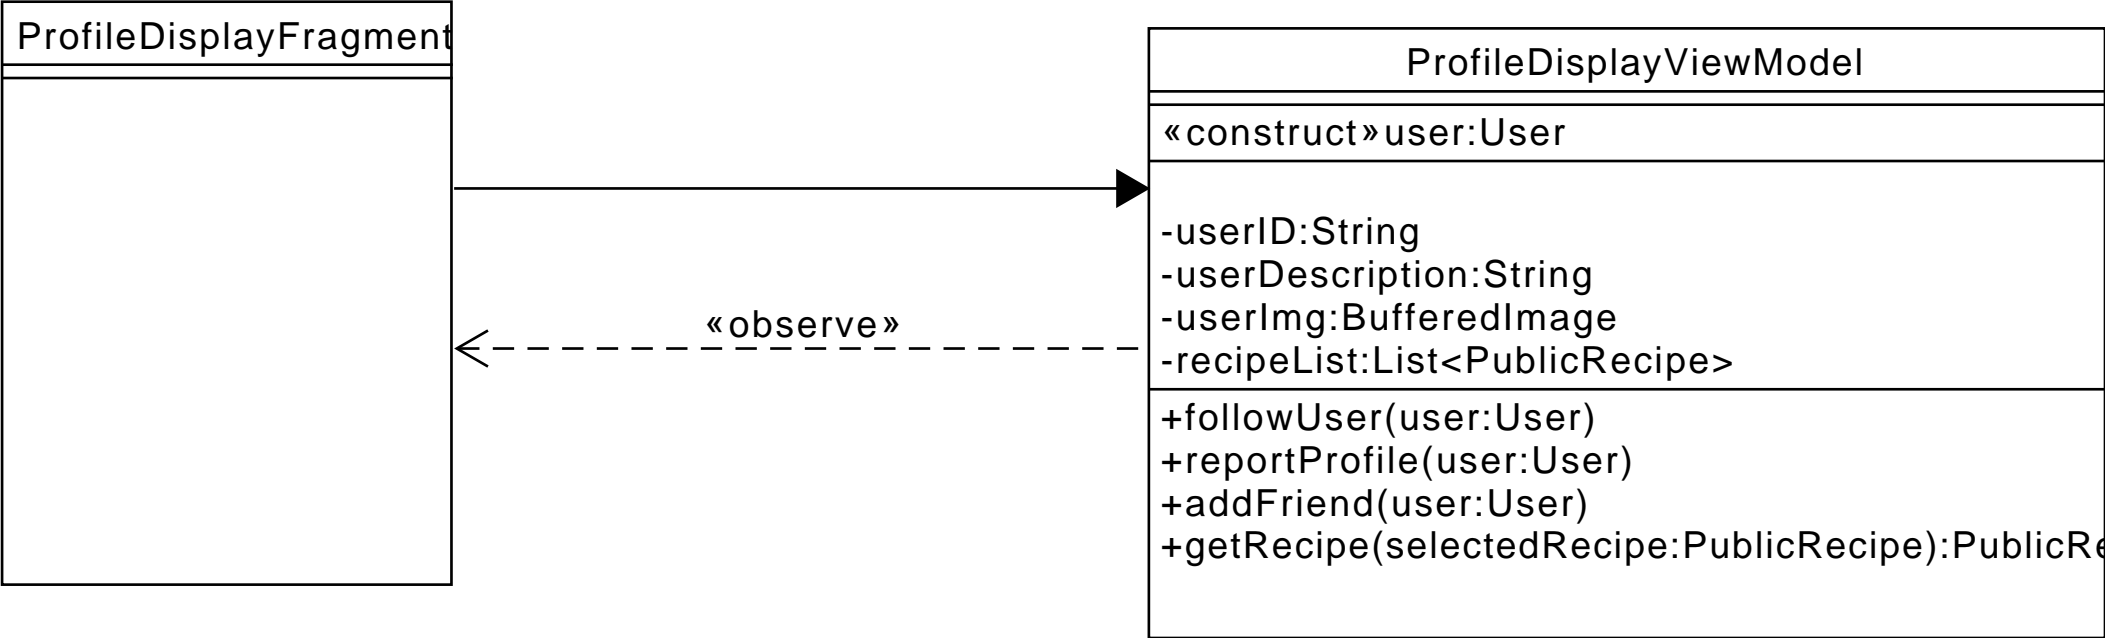 ProfileDisplayFragment
ProfileDisplayViewModel
«construct»user:User
-userID:String
-userDescription:String
«observe»
-userImg:BufferedImage
-recipeList:List<PublicRecipe>
+followUser(user:User)
+reportProfile(user:User)
+addFriend(user:User)
+getRecipe(selectedRecipe:PublicRecipe):PublicRe